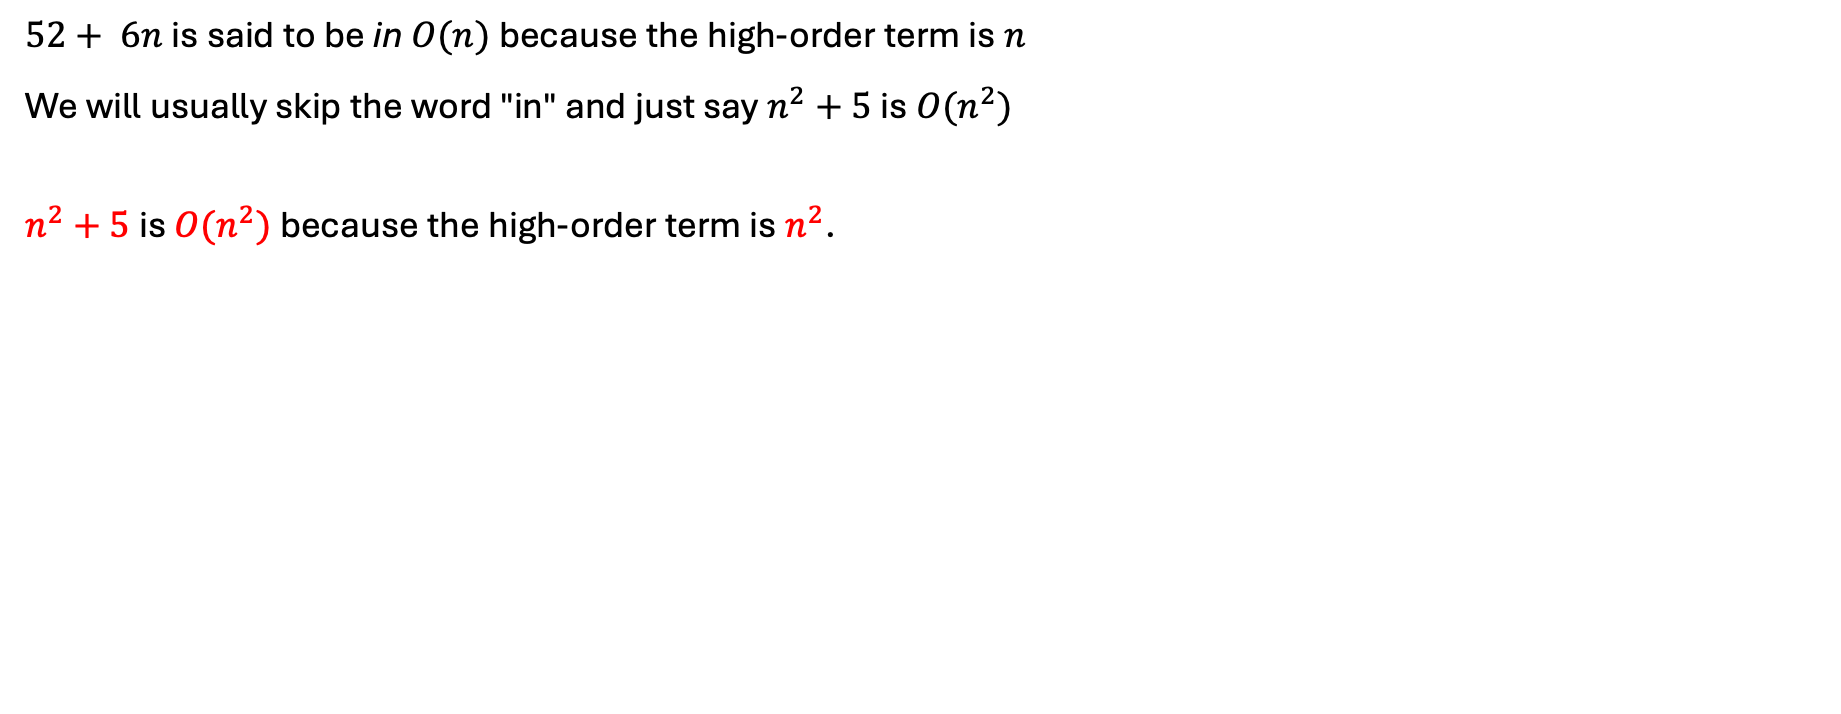 52 + 6n is said to be in O(n) because the high-order term is n
We will usually skip the word "in" and just say n² + 5 is O(n²)
n² + 5 is O(n²) because the high-order term is n².